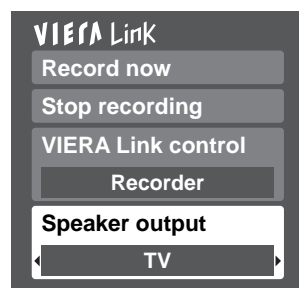 VIERA Link
Record now
Stop recording
VIERA Link control
Recorder
Speaker output
TV